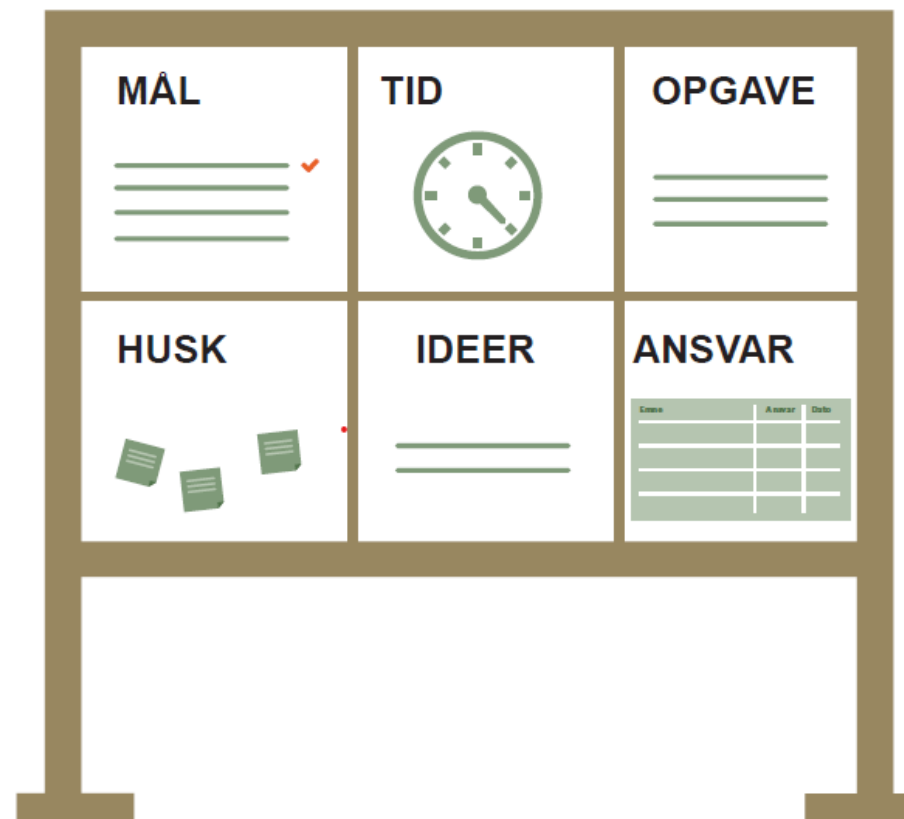 MÅL
TID
OPGAVE
HUSK
IDEER
ANSVAR
Emne Ansvar Dato